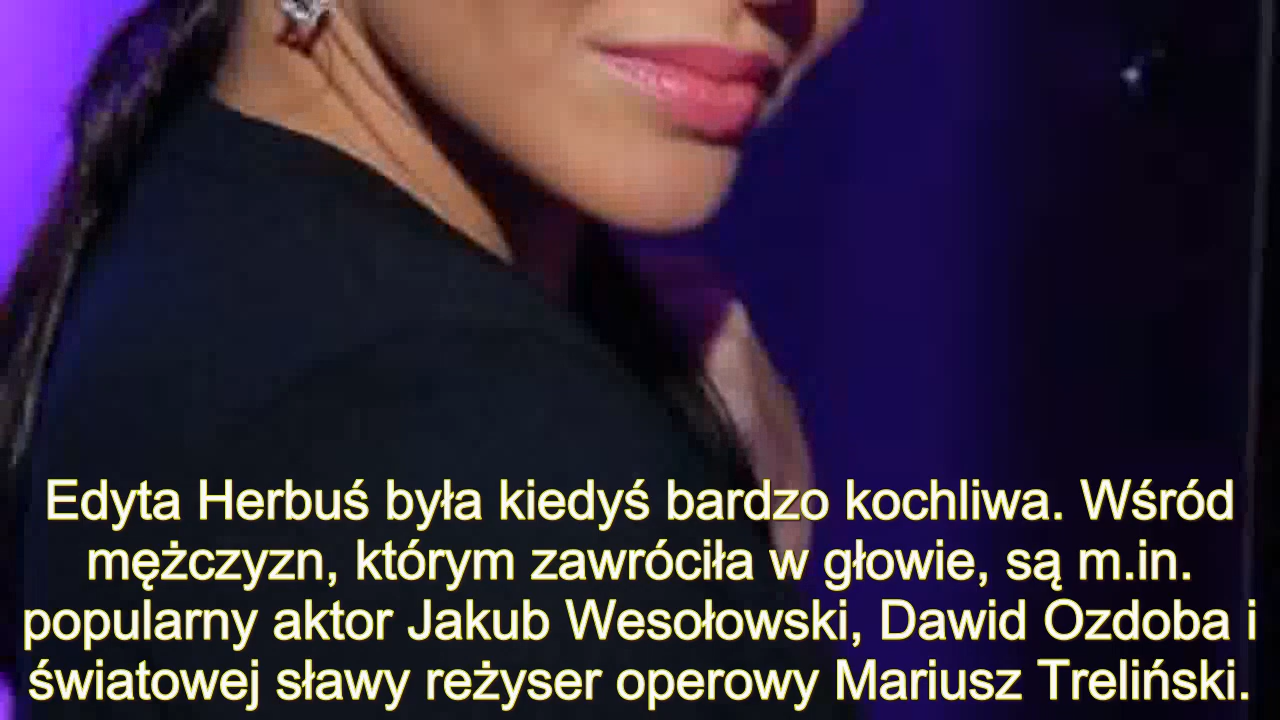 Edyta Herbuś była kiedyś bardzo kochliwa. Wśród
mężczyzn, którym zawróciła w głowie, są m.in.
popularny aktor Jakub Wesołowski, Dawid Ozdoba i
światowej sławy reżyser operowy Mariusz Treliński.